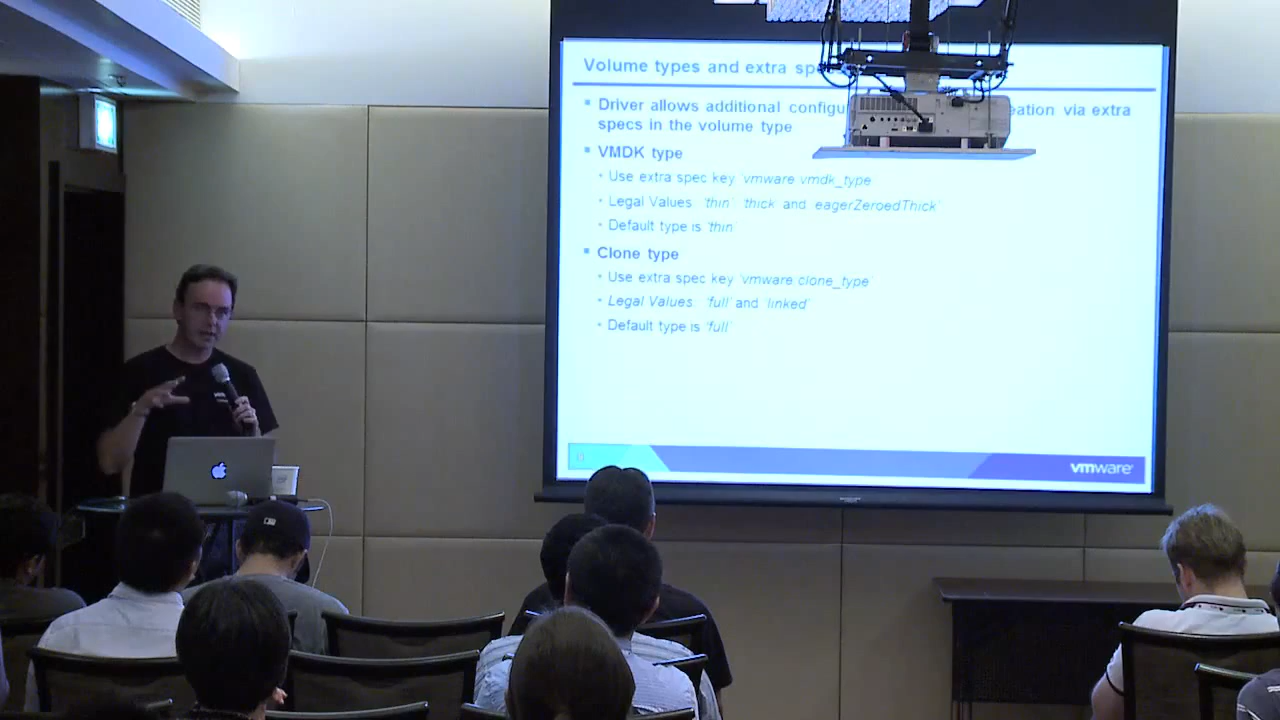 Volume types and extra sp
Driver allows additional configu eation via extra
specs in the volume type
VMDK type
Use extra spec key 'vmware:vmdk_type'
Legal Values 'thin' 'thick' and 'eagerZeroedThick'
Default type is 'thin'
Clone type
Use extra spec key 'vmware:clone_type'
Legal Values 'full' and 'linked'
Default type is 'full'
vmware